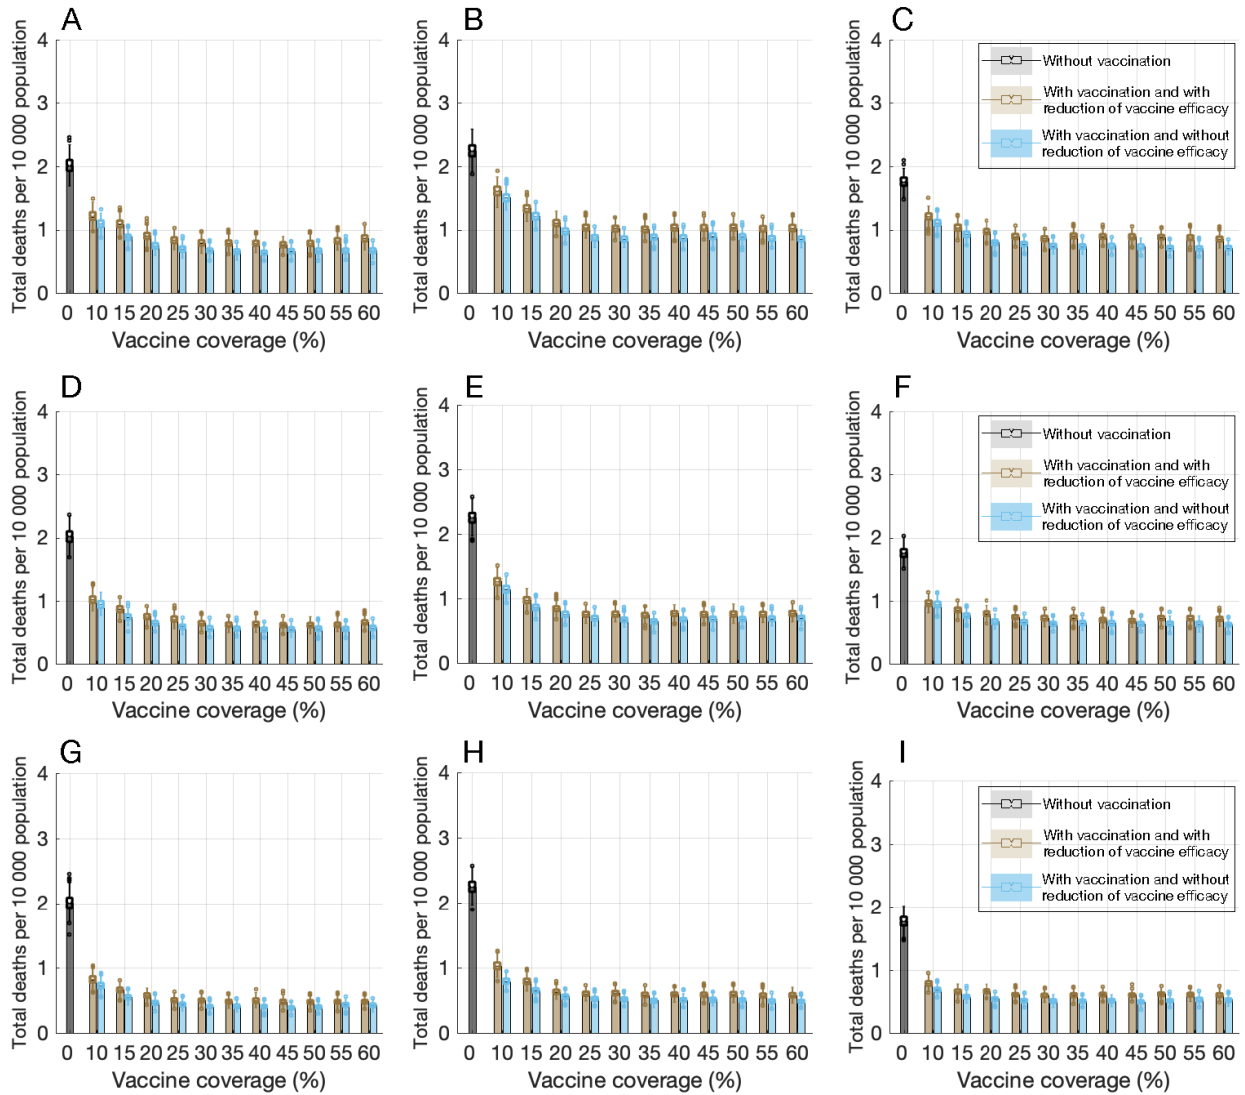 A
Total deaths per 10 000 population
4
3
2
1
0
0 10 15 20 25 30 35 40 45 50 55 60
Vaccine coverage (%)
B
Total deaths per 10 000 population
4
3
2
1
0
0 10 15 20 25 30 35 40 45 50 55 60
Vaccine coverage (%)
C
Total deaths per 10 000 population
4
3
2
1
0
0 10 15 20 25 30 35 40 45 50 55 60
Vaccine coverage (%)
Without vaccination
With vaccination and with
reduction of vaccine efficacy
With vaccination and without
reduction of vaccine efficacy
D
Total deaths per 10 000 population
4
3
2
1
0
0 10 15 20 25 30 35 40 45 50 55 60
Vaccine coverage (%)
E
Total deaths per 10 000 population
4
3
2
1
0
0 10 15 20 25 30 35 40 45 50 55 60
Vaccine coverage (%)
F
Total deaths per 10 000 population
4
3
2
1
0
0 10 15 20 25 30 35 40 45 50 55 60
Vaccine coverage (%)
Without vaccination
With vaccination and with
reduction of vaccine efficacy
With vaccination and without
reduction of vaccine efficacy
G
Total deaths per 10 000 population
4
3
2
1
0
0 10 15 20 25 30 35 40 45 50 55 60
Vaccine coverage (%)
H
Total deaths per 10 000 population
4
3
2
1
0
0 10 15 20 25 30 35 40 45 50 55 60
Vaccine coverage (%)
I
Total deaths per 10 000 population
4
3
2
1
0
0 10 15 20 25 30 35 40 45 50 55 60
Vaccine coverage (%)
Without vaccination
With vaccination and with
reduction of vaccine efficacy
With vaccination and without
reduction of vaccine efficacy